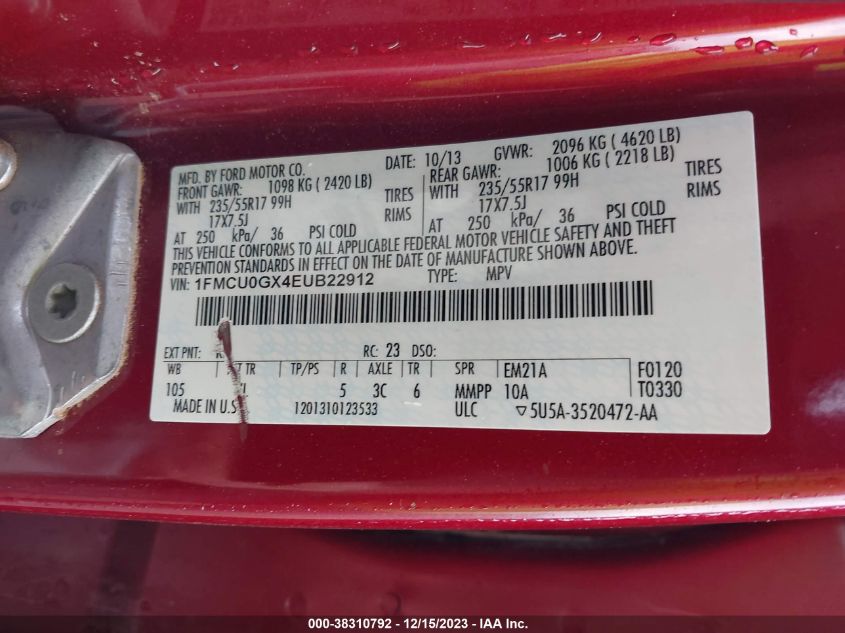 MFD. BY FORD MOTOR CO.
DATE: 10/13 GVWR: 2096 KG ( 4620 LB)
FRONT GAWR: 1098 KG ( 2420 LB)
REAR GAWR: 1006 KG ( 2218 LB)
WITH 235/55R17 99H TIRES
WITH 235/55R17 99H TIRES
17X7.5J RIMS
17X7.5J RIMS
AT 250 kPa/ 36 PSI COLD
AT 250 kPa/ 36 PSI COLD
THIS VEHICLE CONFORMS TO ALL APPLICABLE FEDERAL MOTOR VEHICLE SAFETY AND THEFT
PREVENTION STANDARDS IN EFFECT ON THE DATE OF MANUFACTURE SHOWN ABOVE.
VIN: 1FMCU0GX4EUB22912 TYPE: MPV
EXT PNT: RC: 23 DSO:
WB TR TP/PS R AXLE TR SPR EM21A F0120
105 5 3C 6 MMPP 10A T0330
MADE IN U.S 1201310123533 ULC ▽5U5A-3520472-AA
000-38310792 - 12/15/2023 - IAAI.com - Copyright © 2023 IAA, Inc.